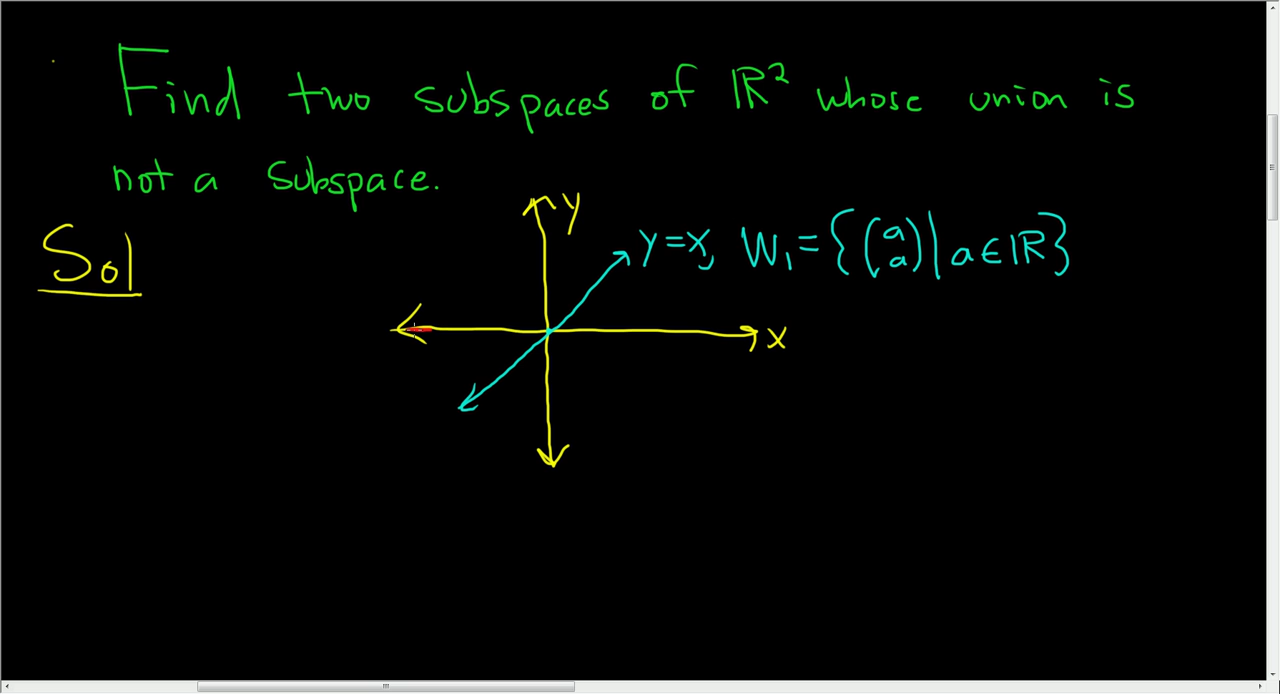 Find two subspaces of ℝ² whose union is
not a subspace.
Sol
y
y=x, W₁ = {(a a) | a ∈ ℝ}
x